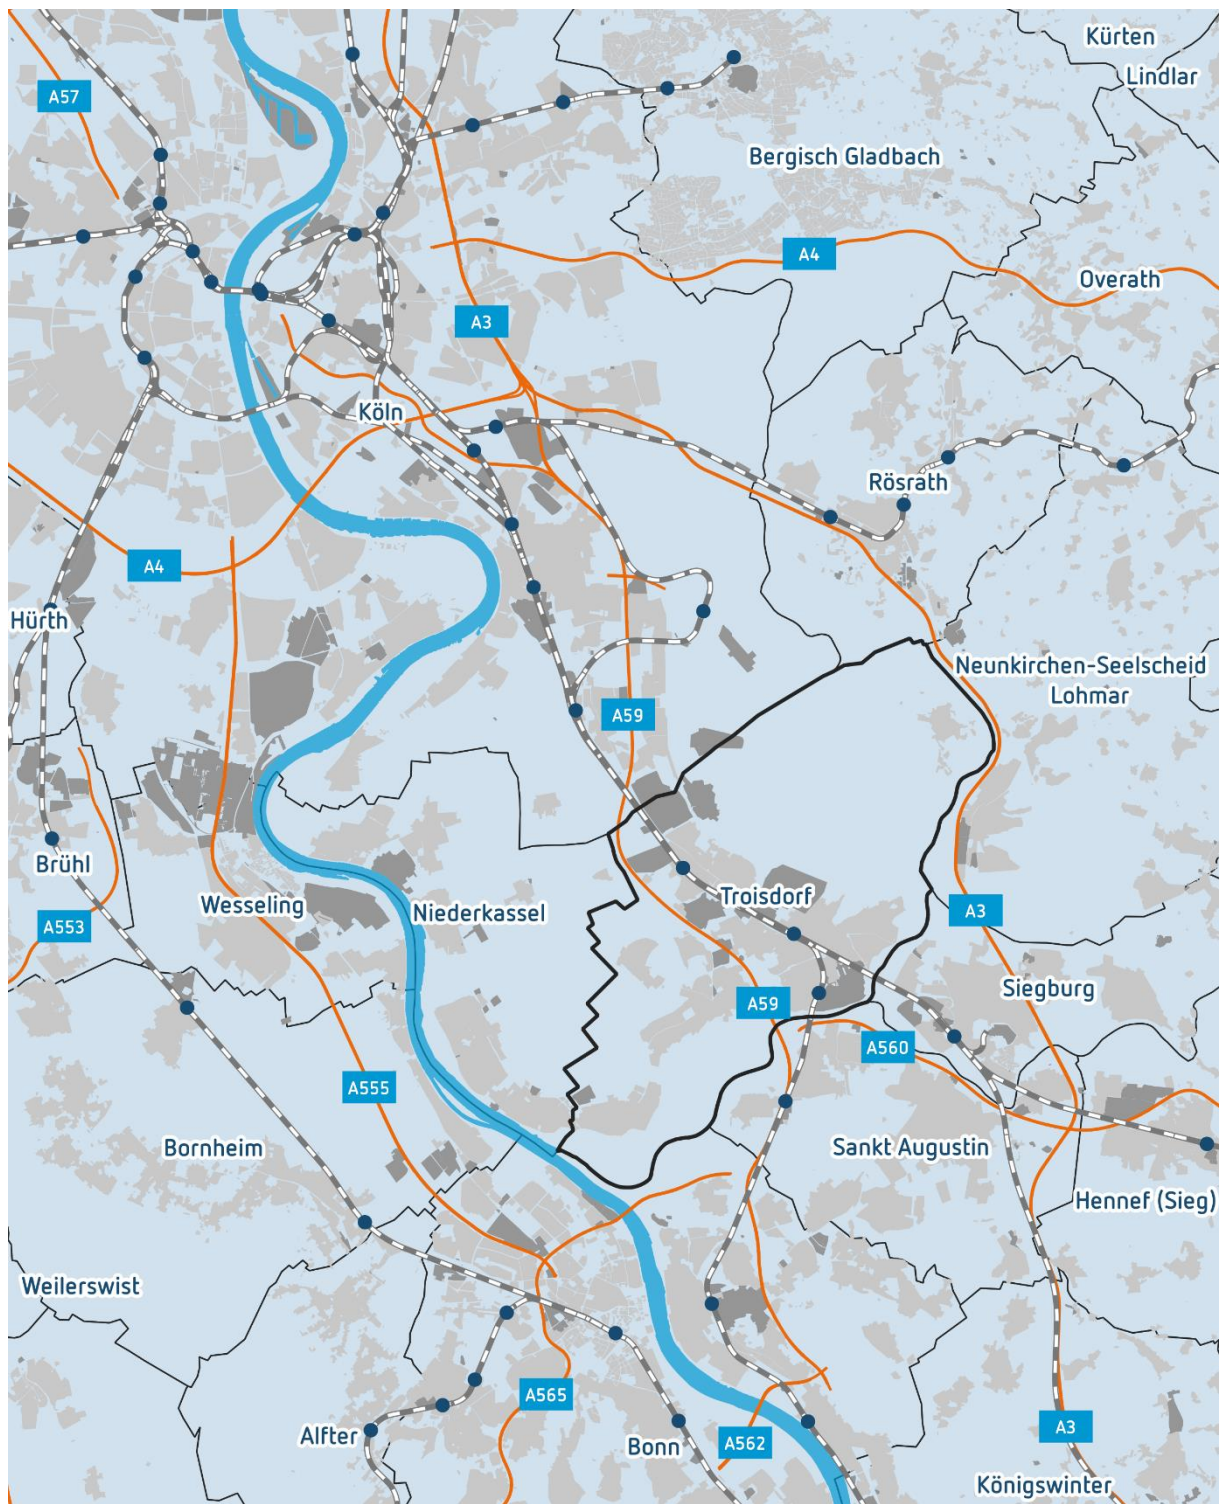 Kürten
Lindlar
A57
Bergisch Gladbach
A4
Overath
A3
Köln
Rösrath
A4
Hürth
Neunkirchen-Seelscheid
Lohmar
A59
Brühl
Wesseling
Niederkassel
Troisdorf
A3
A553
Siegburg
A59
A560
A555
Bornheim
Sankt Augustin
Hennef (Sieg)
Weilerswist
A565
Alfter
Bonn
A562
A3
Königswinter